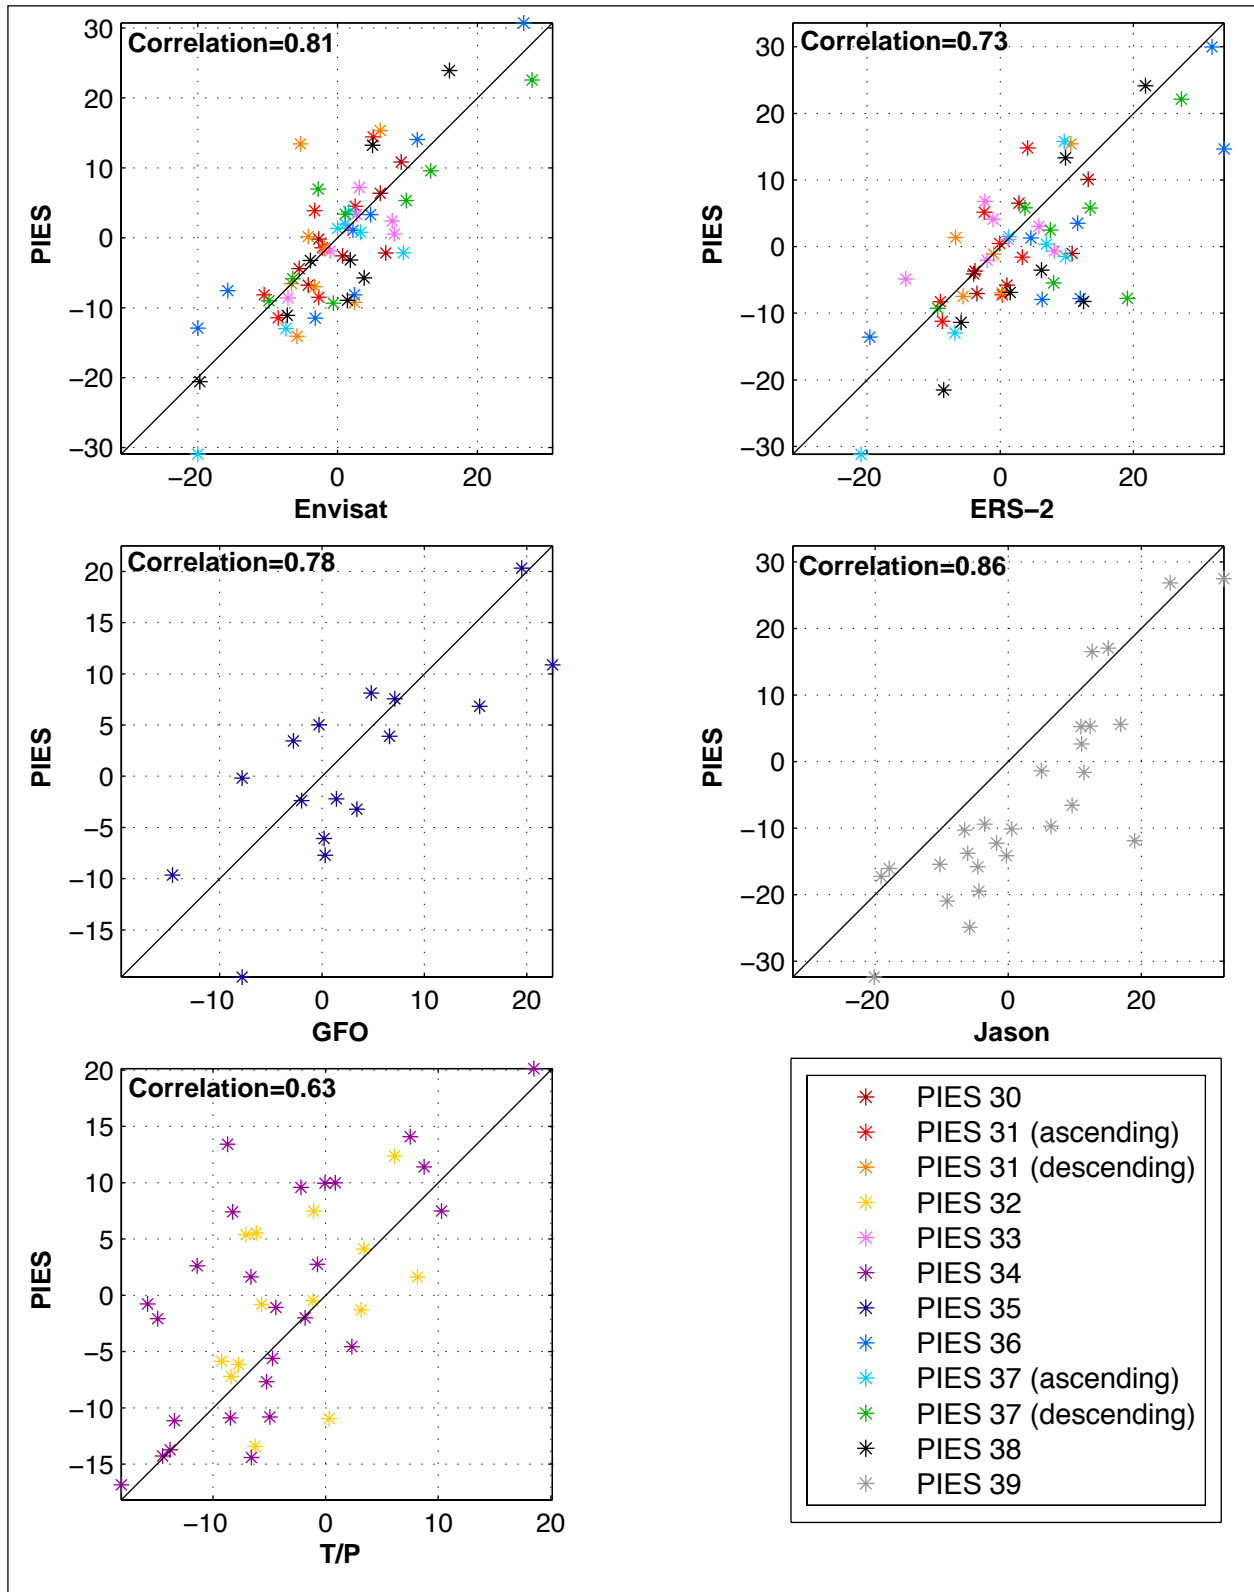 Correlation=0.81
30
20
10
0
−10
−20
−30
PIES
−20 0 20
Envisat
Correlation=0.73
30
20
10
0
−10
−20
−30
PIES
−20 0 20
ERS−2
Correlation=0.78
20
15
10
5
0
−5
−10
−15
PIES
−10 0 10 20
GFO
Correlation=0.86
30
20
10
0
−10
−20
−30
PIES
−20 0 20
Jason
Correlation=0.63
20
15
10
5
0
−5
−10
−15
PIES
−10 0 10 20
T/P
PIES 30
PIES 31 (ascending)
PIES 31 (descending)
PIES 32
PIES 33
PIES 34
PIES 35
PIES 36
PIES 37 (ascending)
PIES 37 (descending)
PIES 38
PIES 39